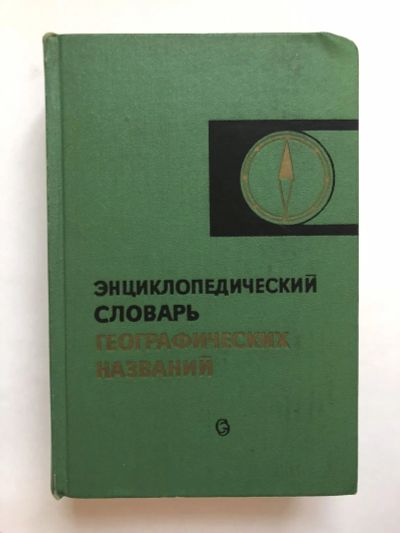 ЭНЦИКЛОПЕДИЧЕСКИЙ
СЛОВАРЬ
ГЕОГРАФИЧЕСКИХ
НАЗВАНИЙ